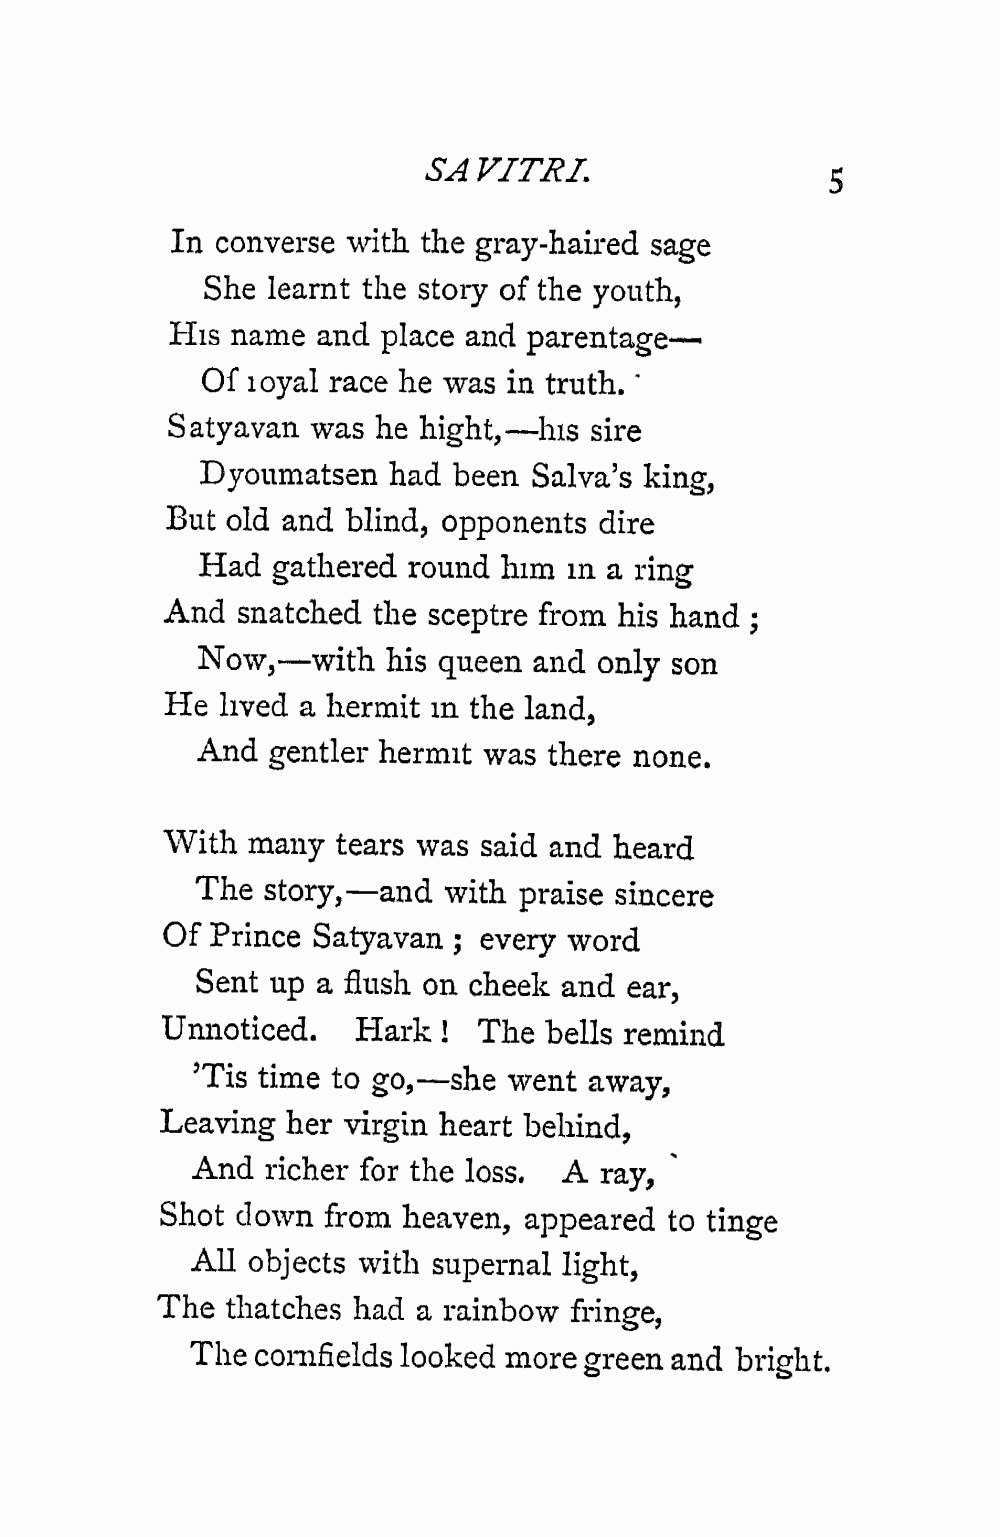 SAVITRI. 5
In converse with the gray-haired sage
She learnt the story of the youth,
His name and place and parentage—
Of royal race he was in truth.
Satyavan was he hight,—his sire
Dyoumatsen had been Salva's king,
But old and blind, opponents dire
Had gathered round him in a ring
And snatched the sceptre from his hand ;
Now,—with his queen and only son
He lived a hermit in the land,
And gentler hermit was there none.
With many tears was said and heard
The story,—and with praise sincere
Of Prince Satyavan ; every word
Sent up a flush on cheek and ear,
Unnoticed. Hark ! The bells remind
'Tis time to go,—she went away,
Leaving her virgin heart behind,
And richer for the loss. A ray,
Shot down from heaven, appeared to tinge
All objects with supernal light,
The thatches had a rainbow fringe,
The cornfields looked more green and bright.